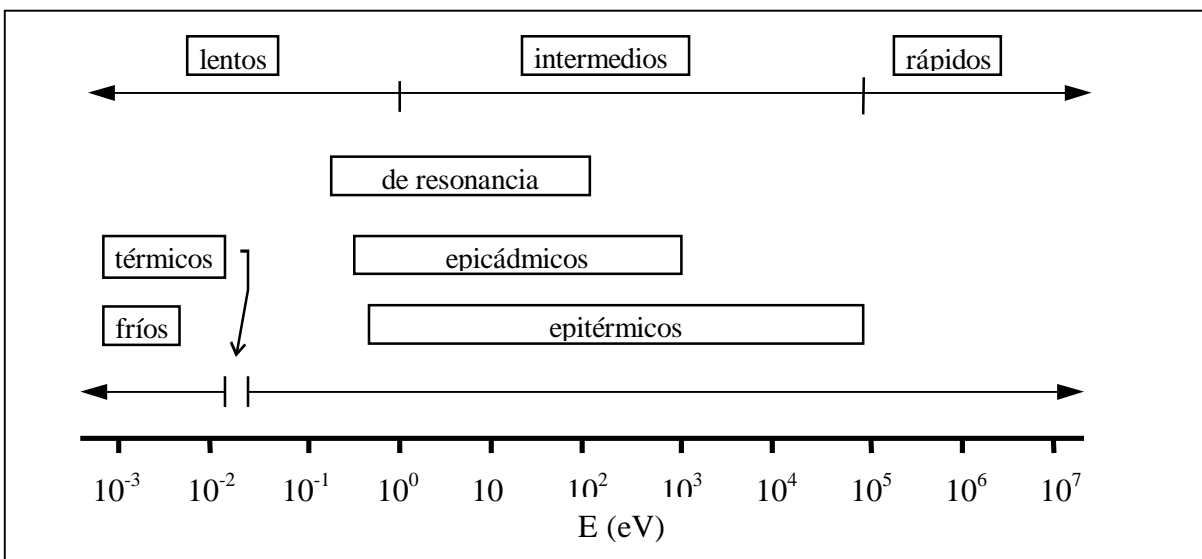 lentos intermedios rápidos
de resonancia
térmicos epicádmicos
fríos epitérmicos
10⁻³ 10⁻² 10⁻¹ 10⁰ 10 10² 10³ 10⁴ 10⁵ 10⁶ 10⁷
E (eV)